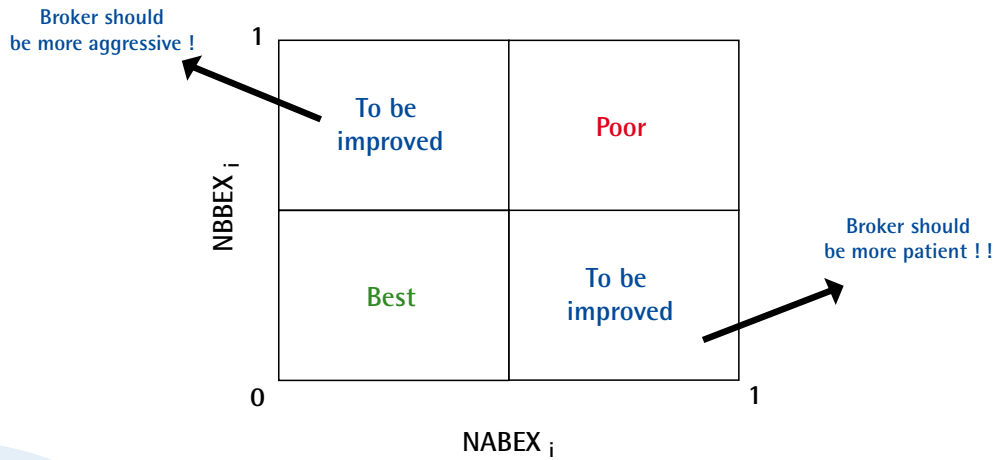 Broker should
be more aggressive !
1
To be
improved
Poor
NBBEX i
Broker should
be more patient ! !
Best
To be
improved
0
1
NABEX i